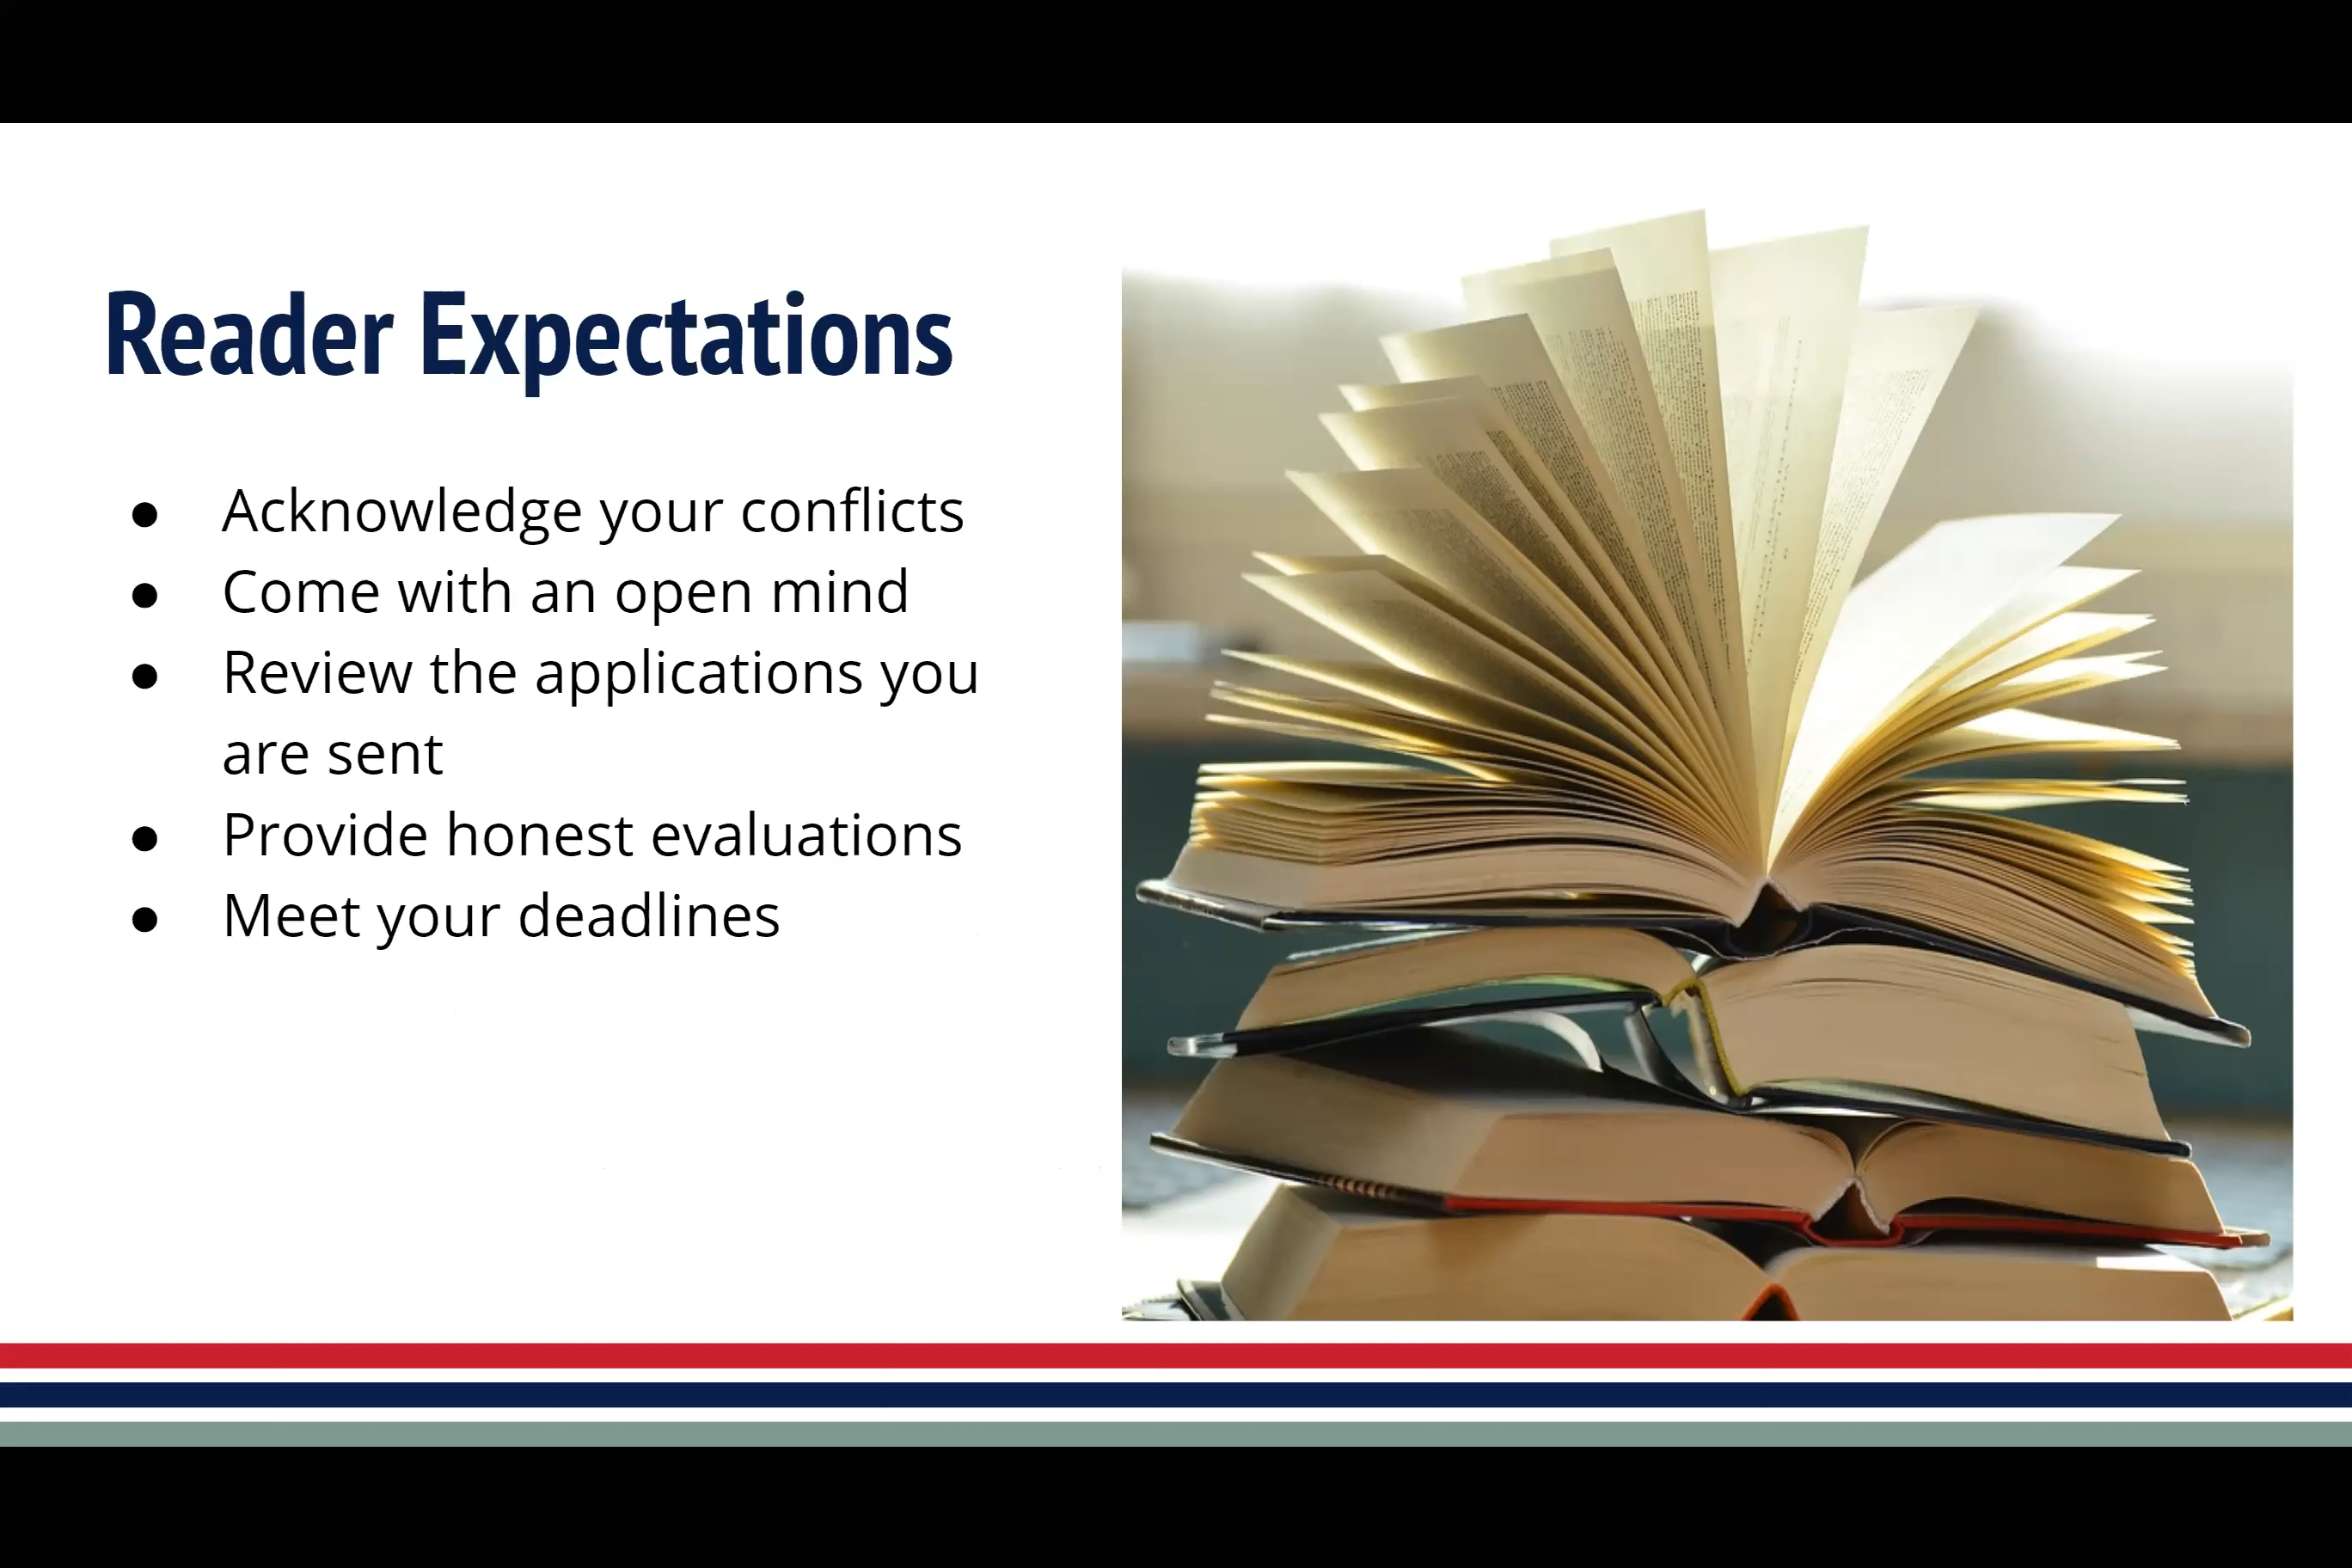 Reader Expectations
● Acknowledge your conflicts
● Come with an open mind
● Review the applications you
are sent
● Provide honest evaluations
● Meet your deadlines